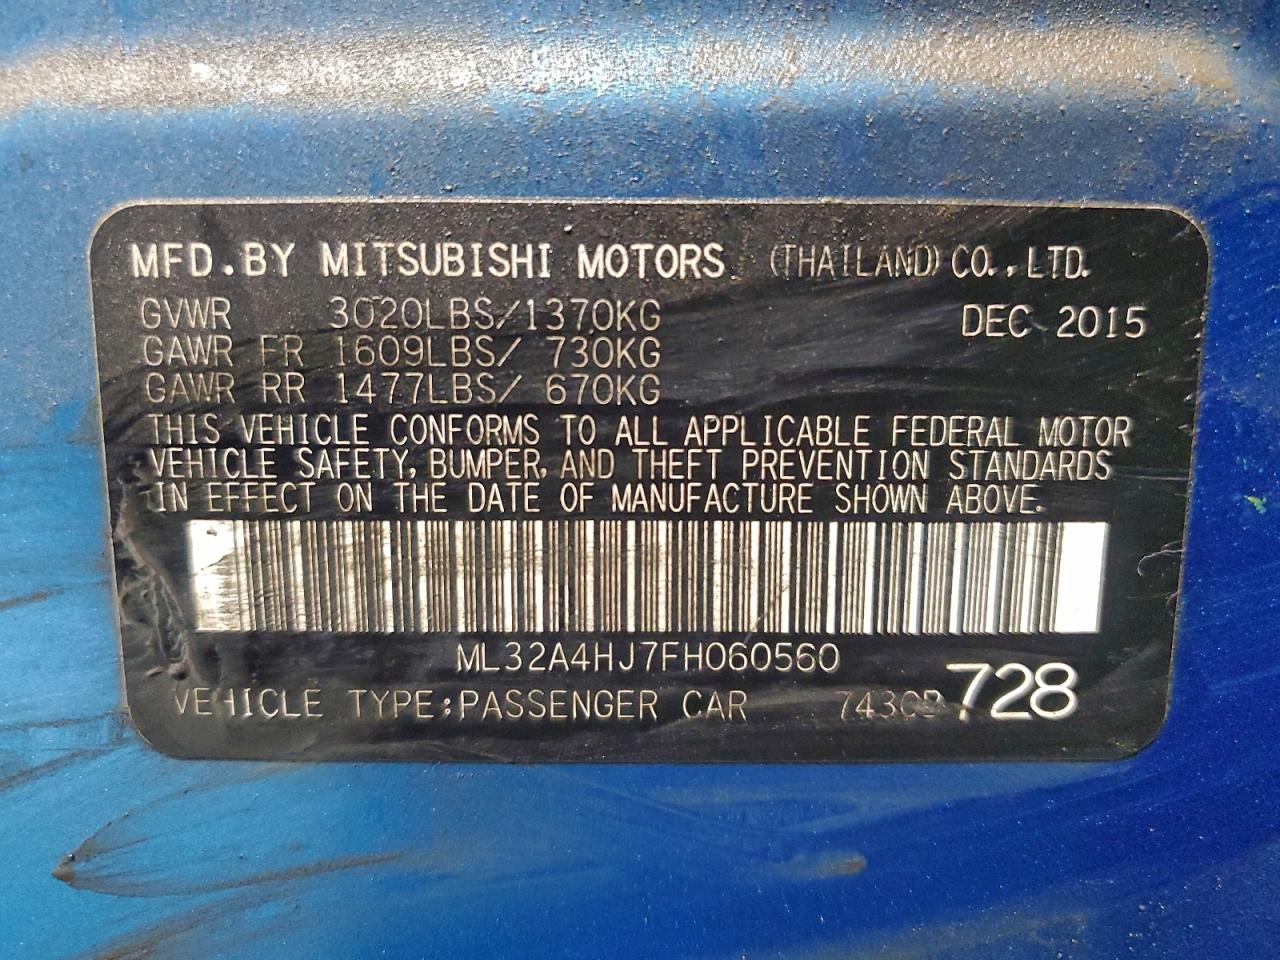 MFD.BY MITSUBISHI MOTORS (THAILAND) CO.,LTD.
GVWR 3020LBS/1370KG DEC 2015
GAWR FR 1609LBS/ 730KG
GAWR RR 1477LBS/ 670KG
THIS VEHICLE CONFORMS TO ALL APPLICABLE FEDERAL MOTOR
VEHICLE SAFETY, BUMPER, AND THEFT PREVENTION STANDARDS
IN EFFECT ON THE DATE OF MANUFACTURE SHOWN ABOVE.
ML32A4HJ7FH060560
VEHICLE TYPE:PASSENGER CAR 728